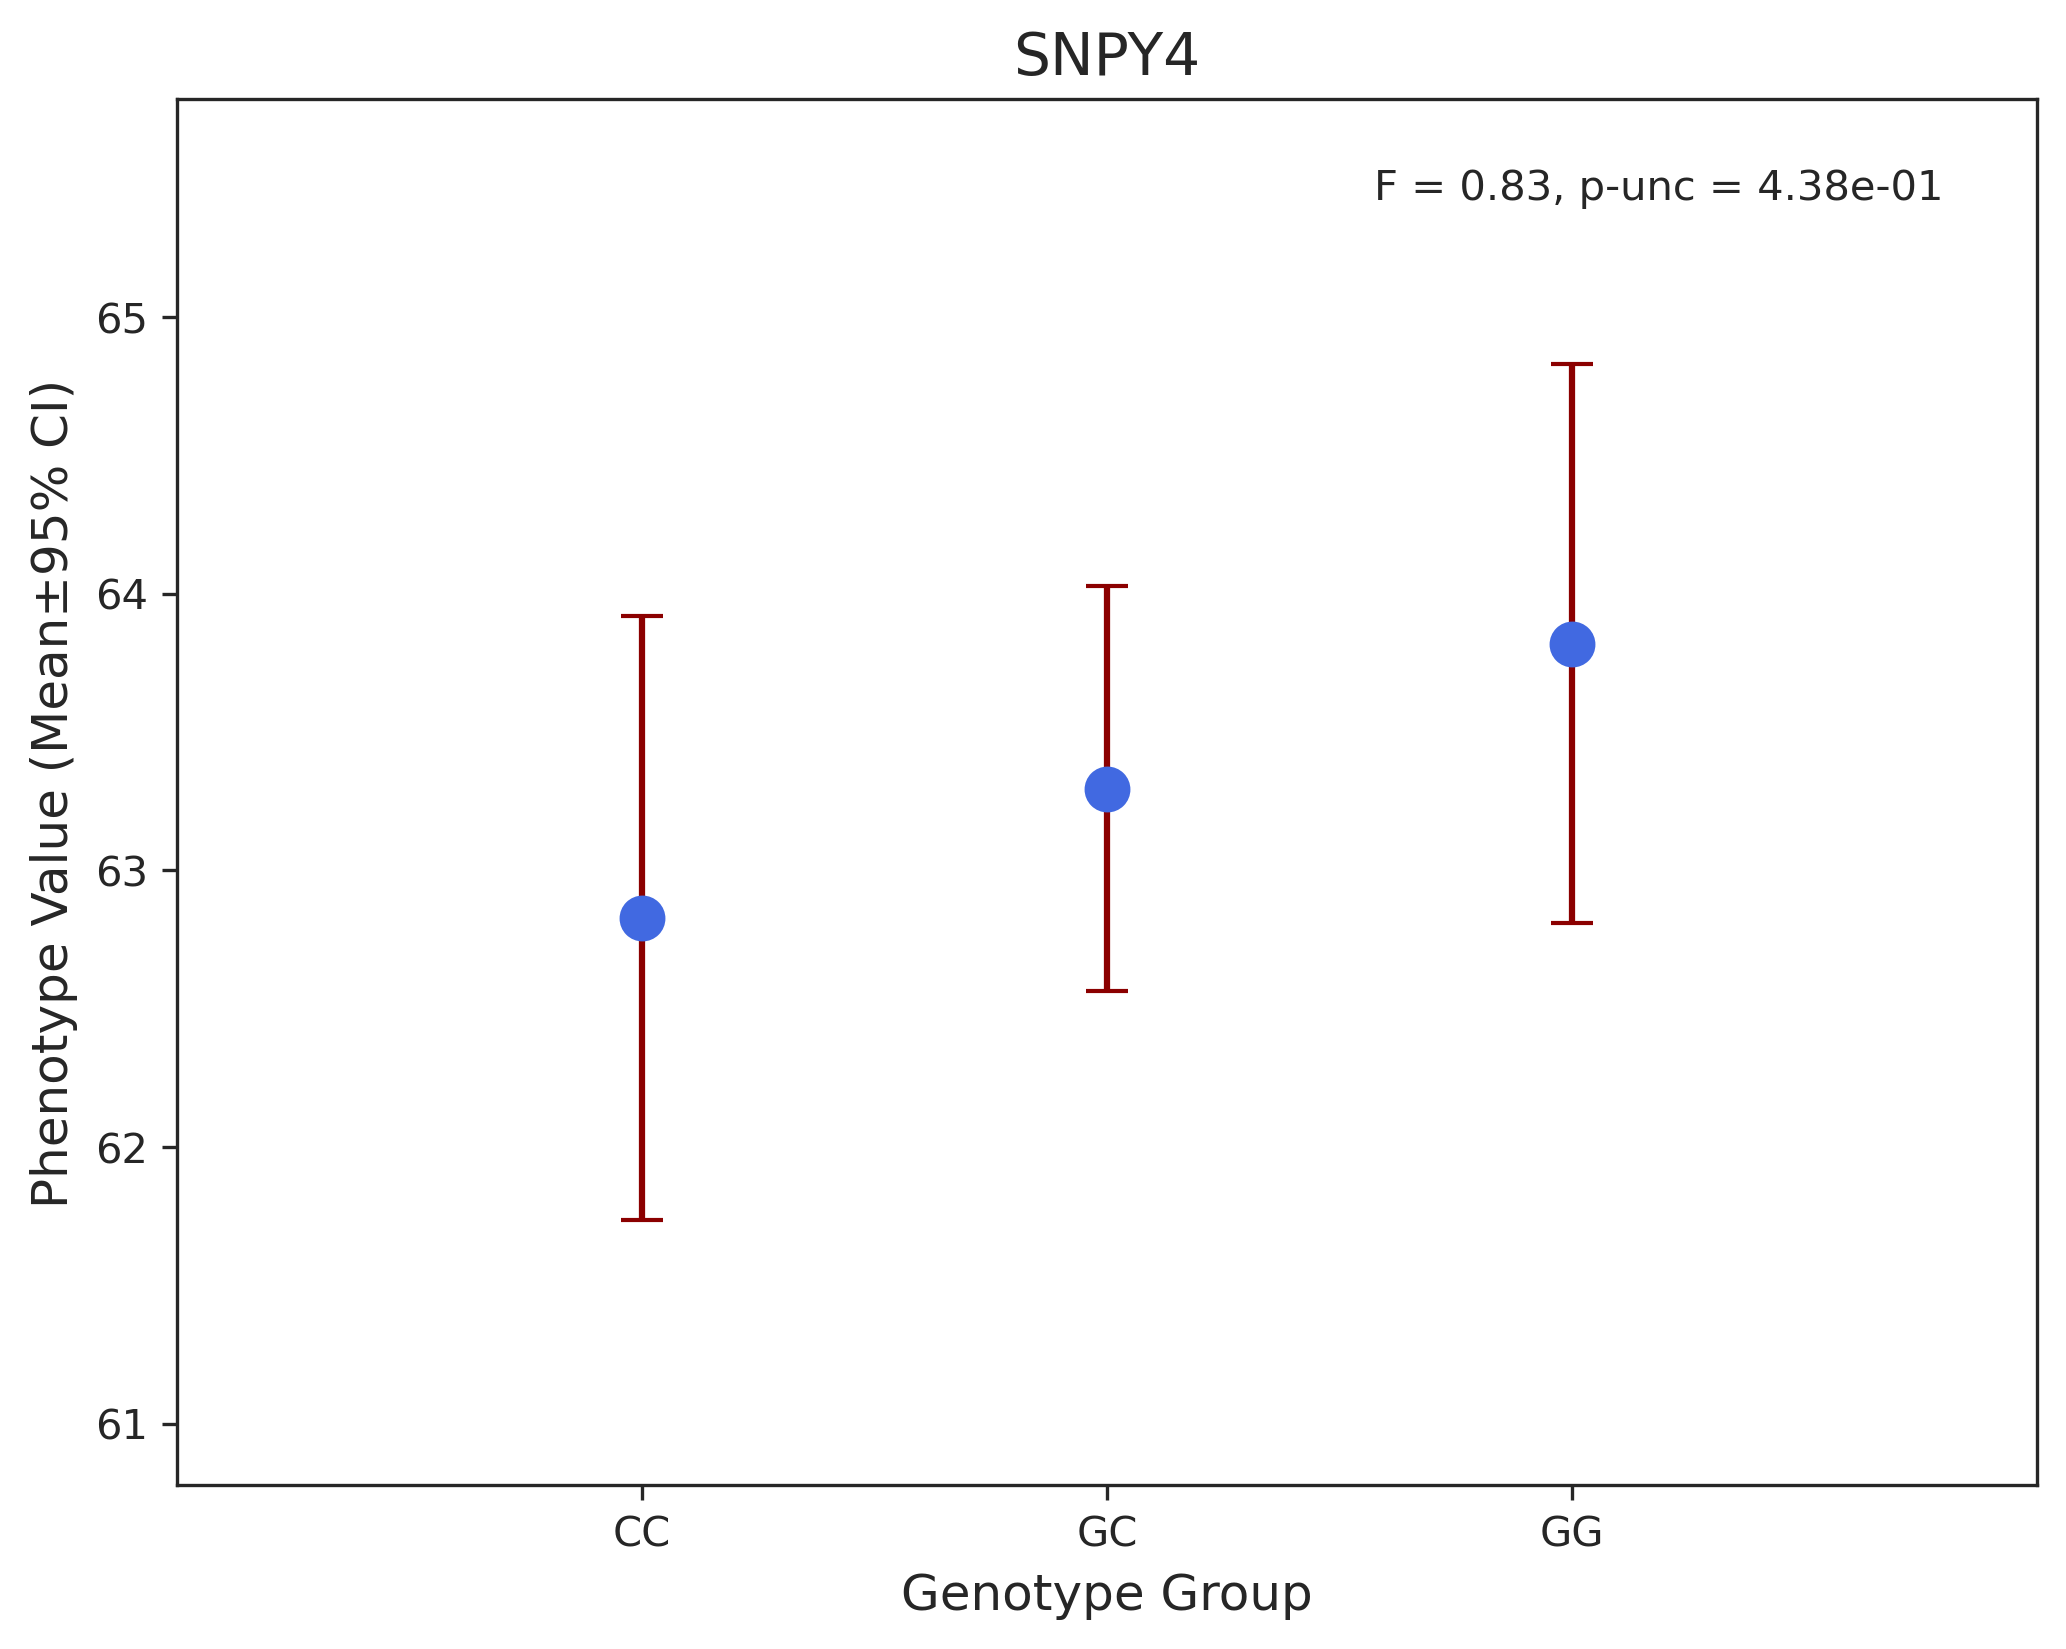 SNPY4
F = 0.83, p-unc = 4.38e-01
Phenotype Value (Mean±95% CI)
65
64
63
62
61
CC GC GG
Genotype Group